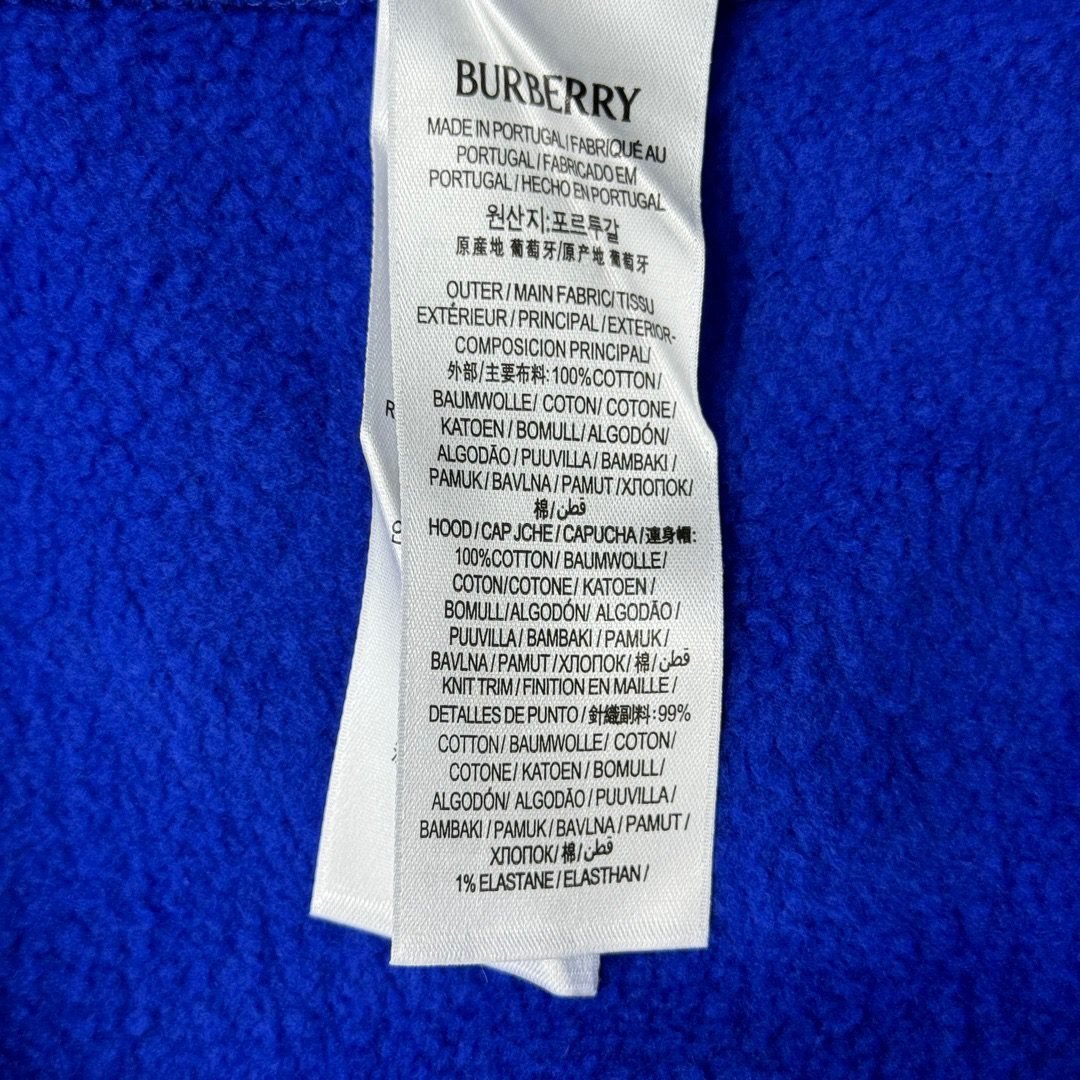 BURBERRY
MADE IN PORTUGAL/FABRIQUÉ AU
PORTUGAL/FABRICADO EM
PORTUGAL/HECHO EN PORTUGAL
원산지:포르투갈
原産地 葡萄牙/原产地 葡萄牙
OUTER/MAIN FABRIC/TISSU
EXTÉRIEUR/PRINCIPAL/EXTERIOR-
COMPOSICION PRINCIPAL/
外部/主要布料:100%COTTON/
BAUMWOLLE/COTON/COTONE/
KATOEN/BOMULL/ALGODÓN/
ALGODÃO/PUUVILLA/BAMBAKI/
PAMUK/BAVLNA/PAMUT/ХЛОПОК/
棉/قطن/
HOOD/CAP JCHE/CAPUCHA/連身帽:
100%COTTON/BAUMWOLLE/
COTON/COTONE/KATOEN/
BOMULL/ALGODÓN/ALGODÃO/
PUUVILLA/BAMBAKI/PAMUK/
BAVLNA/PAMUT/ХЛОПОК/棉/قطن/
KNIT TRIM/FINITION EN MAILLE/
DETALLES DE PUNTO/針織副料:99%
COTTON/BAUMWOLLE/COTON/
COTONE/KATOEN/BOMULL/
ALGODÓN/ALGODÃO/PUUVILLA/
BAMBAKI/PAMUK/BAVLNA/PAMUT/
ХЛОПОК/棉/قطن/
1% ELASTANE/ELASTHAN/